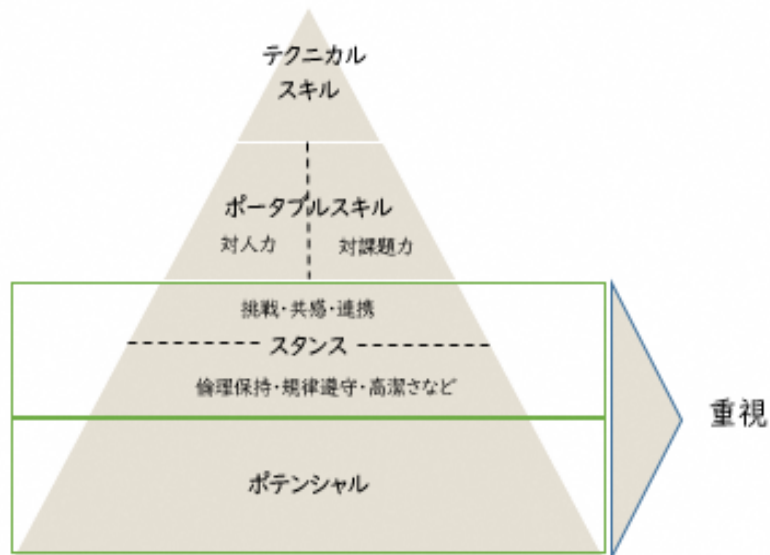 テクニカル
スキル
ポータブルスキル
対人力 対課題力
挑戦・共感・連携
スタンス
倫理保持・規律遵守・高潔さなど
重視
ポテンシャル